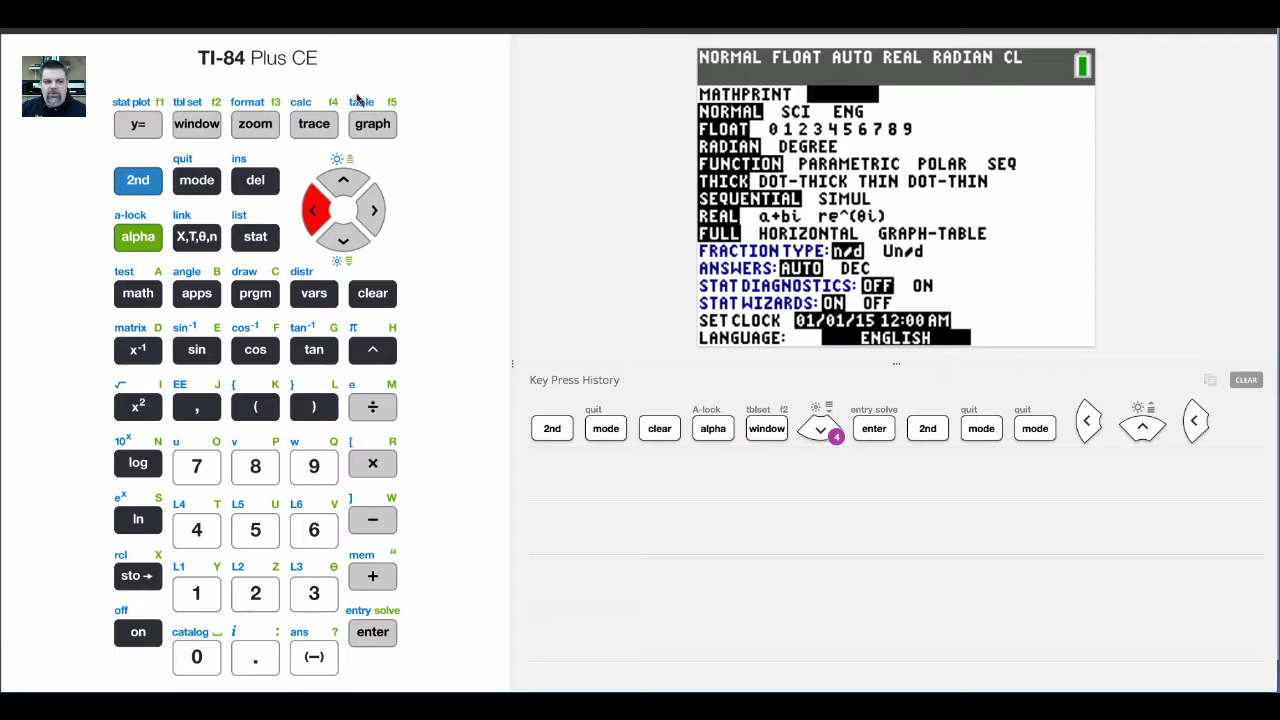 TI-84 Plus CE
stat plot f1 tbl set f2 format f3 calc f4 table f5
y= window zoom trace graph
quit ins
2nd mode del
a-lock link list
alpha X,T,θ,n stat
test A angle B draw C distr
math apps prgm vars clear
matrix D sin-1 E cos-1 F tan-1 G π H
x-1 sin cos tan ^
√ I EE J { K } L e M
x2 , ( ) ÷
10x N u O v P w Q [ R
log 7 8 9 ×
ex S L4 T L5 U L6 V ] W
ln 4 5 6 −
rcl X L1 Y L2 Z L3 θ mem “
sto→ 1 2 3 +
off catalog ⎵ i : ans ? entry solve
on 0 . (−) enter
NORMAL FLOAT AUTO REAL RADIAN CL
MATHPRINT
NORMAL SCI ENG
FLOAT 0 1 2 3 4 5 6 7 8 9
RADIAN DEGREE
FUNCTION PARAMETRIC POLAR SEQ
THICK DOT-THICK THIN DOT-THIN
SEQUENTIAL SIMUL
REAL a+bi re^(θi)
FULL HORIZONTAL GRAPH-TABLE
FRACTION TYPE: n/d Un/d
ANSWERS: AUTO DEC
STAT DIAGNOSTICS: OFF ON
STAT WIZARDS: ON OFF
SET CLOCK 01/01/15 12:00 AM
LANGUAGE: ENGLISH
Key Press History CLEAR
quit A-lock tblset f2 entry solve quit quit
2nd mode clear alpha window 4 enter 2nd mode mode